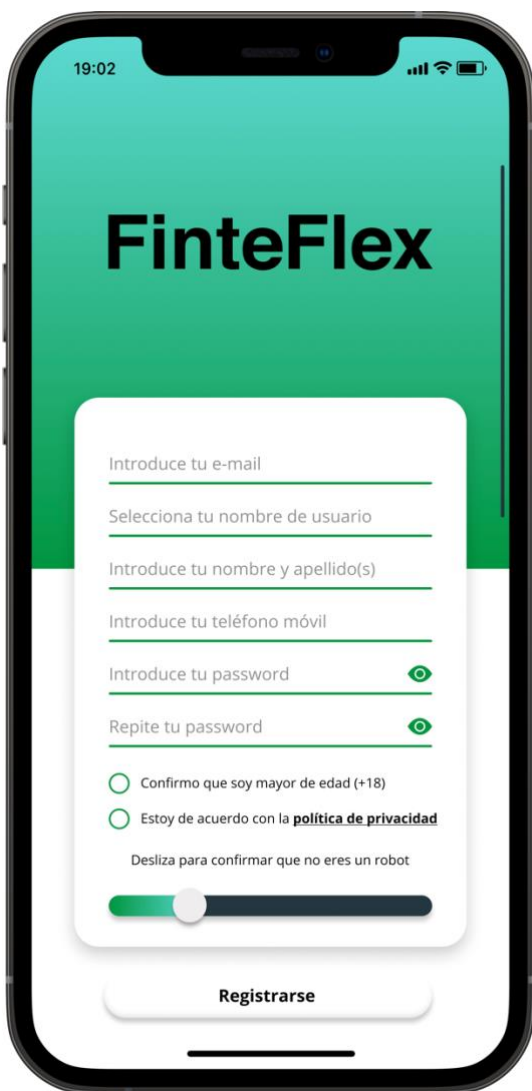 19:02
FinteFlex
Introduce tu e-mail
Selecciona tu nombre de usuario
Introduce tu nombre y apellido(s)
Introduce tu teléfono móvil
Introduce tu password
Repite tu password
Confirmo que soy mayor de edad (+18)
Estoy de acuerdo con la política de privacidad
Desliza para confirmar que no eres un robot
Registrarse